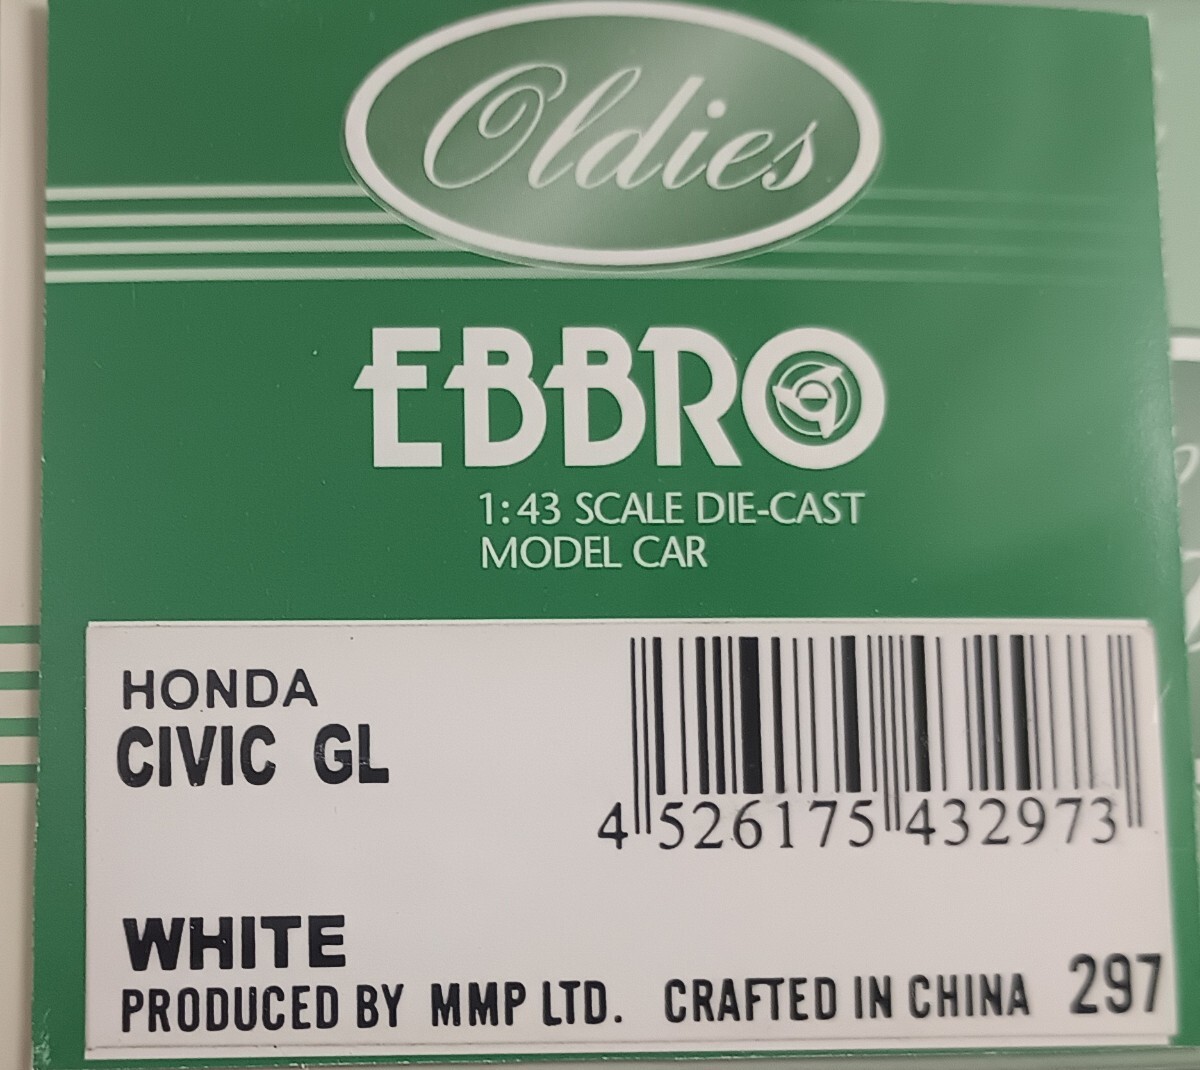 Oldies
EBBRO
1:43 SCALE DIE-CAST
MODEL CAR
HONDA
CIVIC GL
4 526175 432973
WHITE
PRODUCED BY MMP LTD. CRAFTED IN CHINA 297